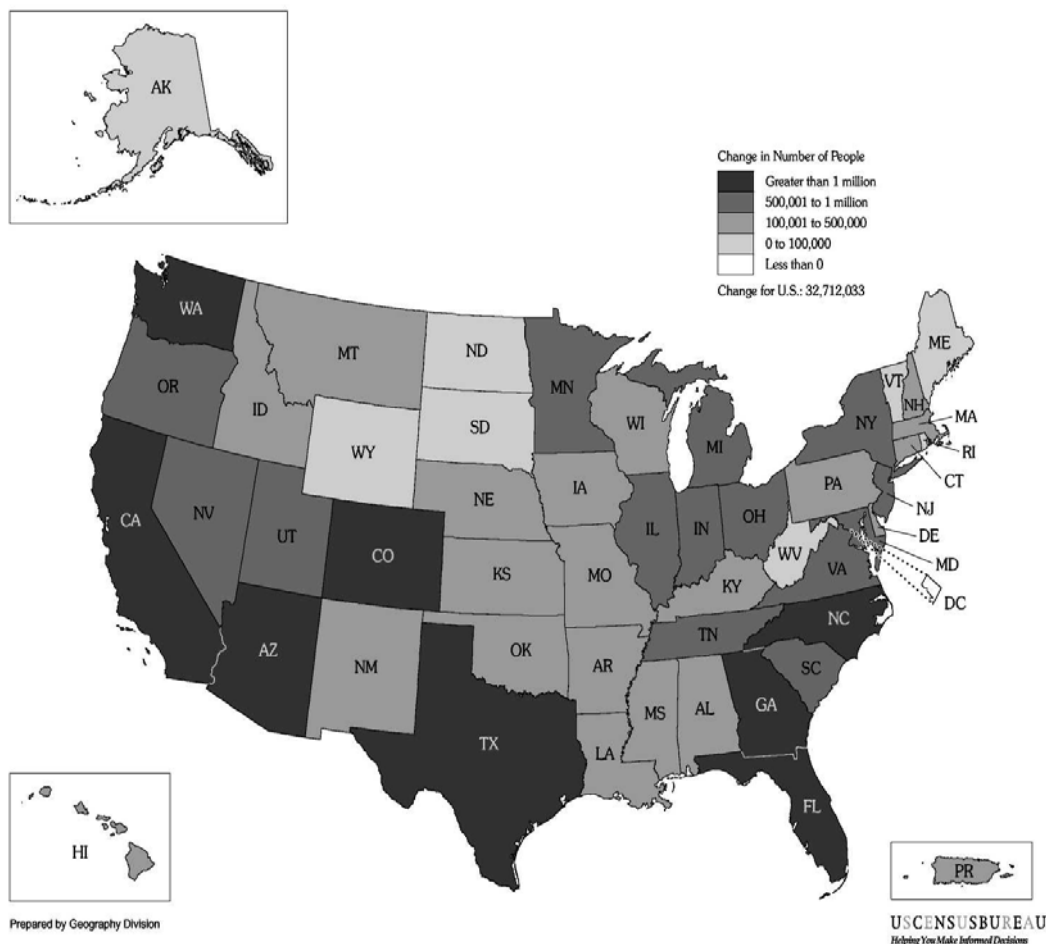 AK
Change in Number of People
Greater than 1 million
500,001 to 1 million
100,001 to 500,000
0 to 100,000
Less than 0
Change for U.S.: 32,712,033
WA
MT
ND
MN
ME
VT
NH
OR
ID
SD
WI
NY
MA
MI
RI
WY
CT
IA
PA
NE
NJ
NV
OH
CA
UT
IL
IN
DE
CO
WV
MD
KS
MO
VA
KY
DC
NC
TN
AZ
OK
NM
AR
SC
GA
MS
AL
TX
LA
FL
HI
PR
Prepared by Geography Division
USCENSUSBUREAU
Helping You Make Informed Decisions